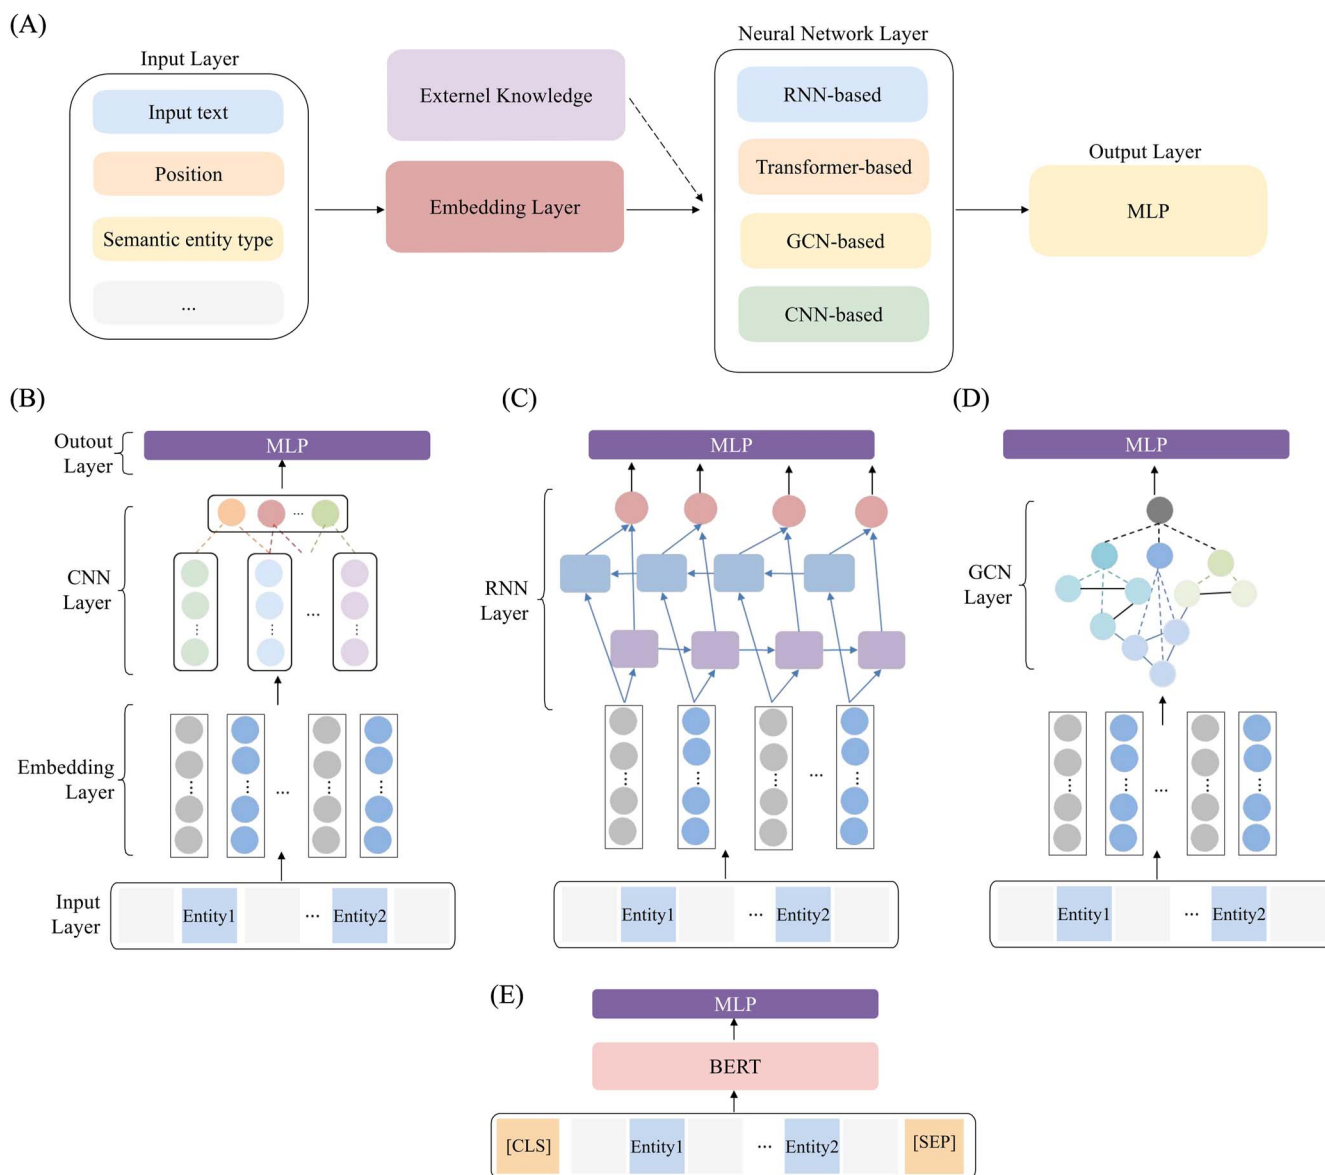 (A)
Input Layer
Input text
Position
Semantic entity type
...
Externel Knowledge
Embedding Layer
Neural Network Layer
RNN-based
Transformer-based
GCN-based
CNN-based
Output Layer
MLP
(B)
Outout
Layer
MLP
...
CNN
Layer
...
...
...
...
Embedding
Layer
...
...
...
...
...
Input
Layer
Entity1
...
Entity2
(C)
MLP
RNN
Layer
...
...
...
...
...
Entity1
...
Entity2
(D)
MLP
GCN
Layer
...
...
...
...
...
Entity1
...
Entity2
(E)
MLP
BERT
[CLS]
Entity1
...
Entity2
[SEP]